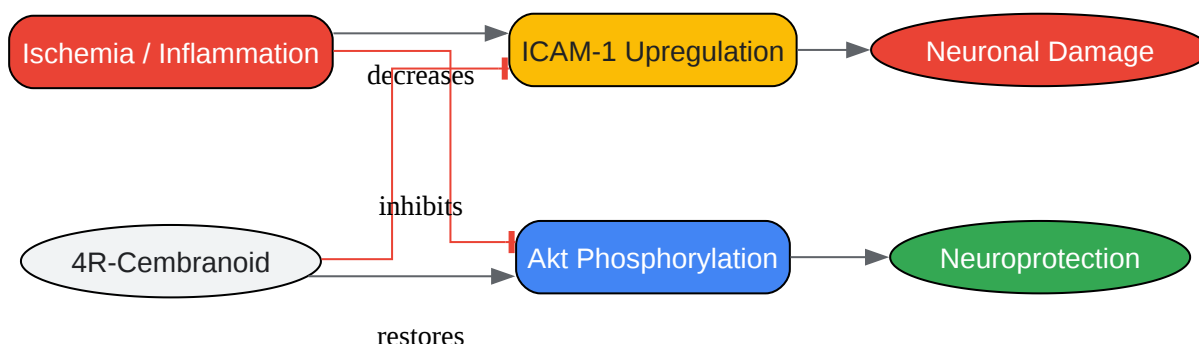 Ischemia / Inflammation
ICAM-1 Upregulation
Neuronal Damage
decreases
inhibits
4R-Cembranoid
Akt Phosphorylation
Neuroprotection
restores